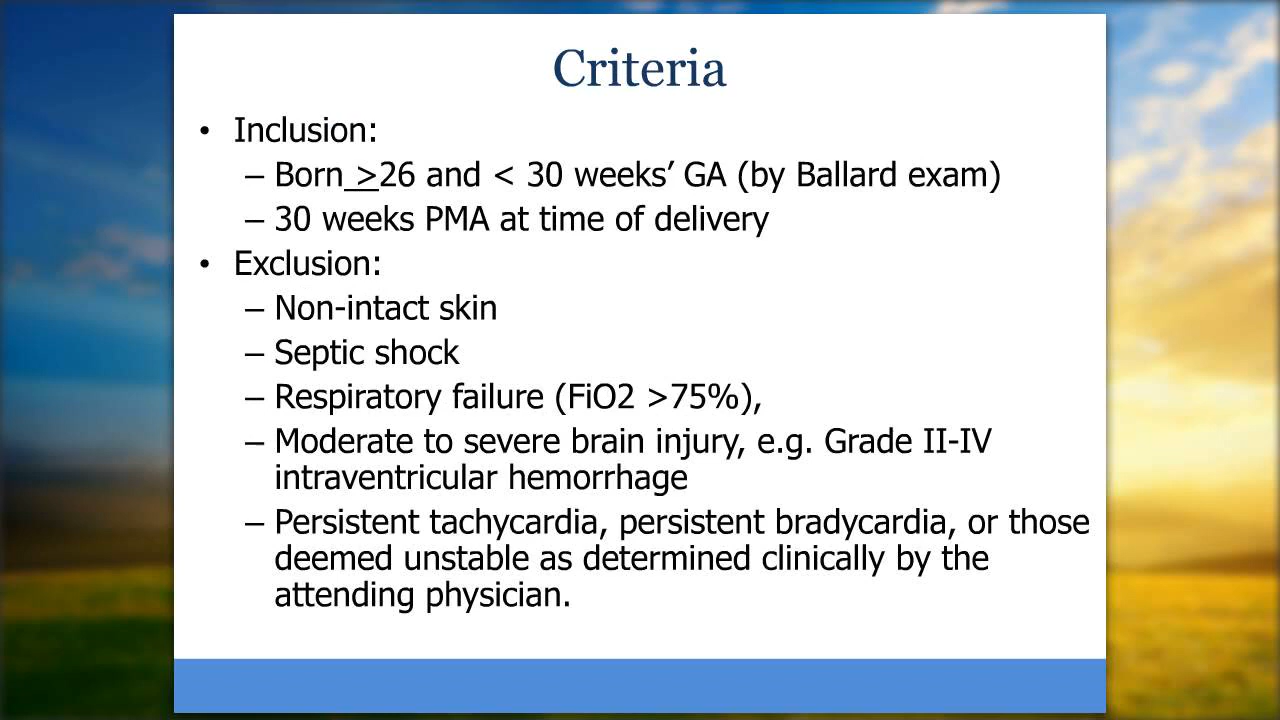 Criteria
• Inclusion:
– Born >26 and < 30 weeks’ GA (by Ballard exam)
– 30 weeks PMA at time of delivery
• Exclusion:
– Non-intact skin
– Septic shock
– Respiratory failure (FiO2 >75%),
– Moderate to severe brain injury, e.g. Grade II-IV
intraventricular hemorrhage
– Persistent tachycardia, persistent bradycardia, or those
deemed unstable as determined clinically by the
attending physician.